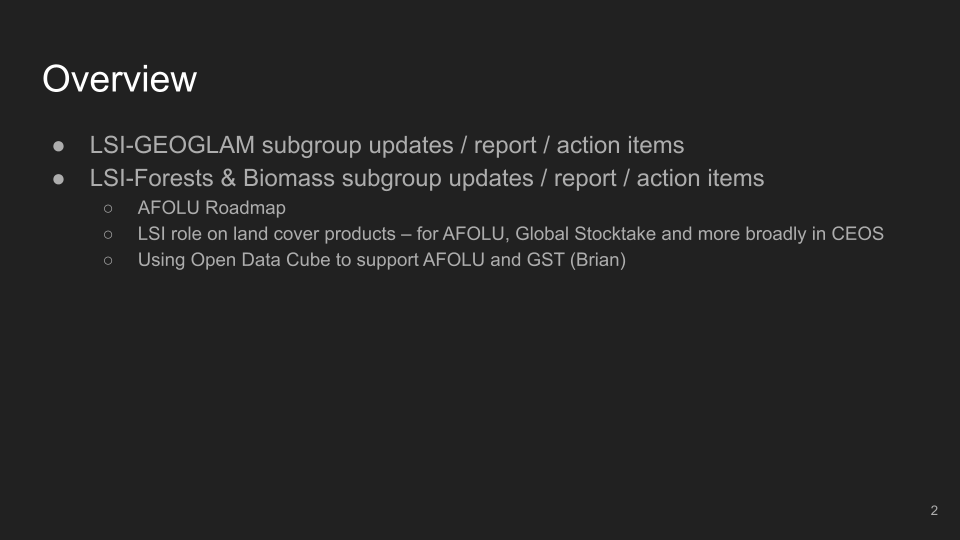 Overview
● LSI-GEOGLAM subgroup updates / report / action items
● LSI-Forests & Biomass subgroup updates / report / action items
○ AFOLU Roadmap
○ LSI role on land cover products – for AFOLU, Global Stocktake and more broadly in CEOS
○ Using Open Data Cube to support AFOLU and GST (Brian)
2